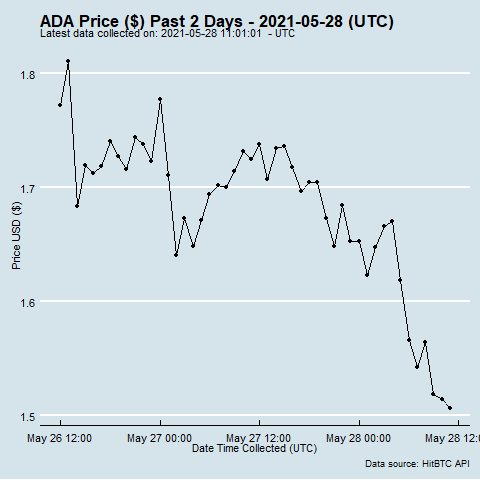 ADA Price ($) Past 2 Days - 2021-05-28 (UTC)
Latest data collected on: 2021-05-28 11:01:01 - UTC
1.8
1.7
1.6
1.5
Price USD ($)
May 26 12:00
May 27 00:00
May 27 12:00
May 28 00:00
May 28 12:
Date Time Collected (UTC)
Data source: HitBTC API